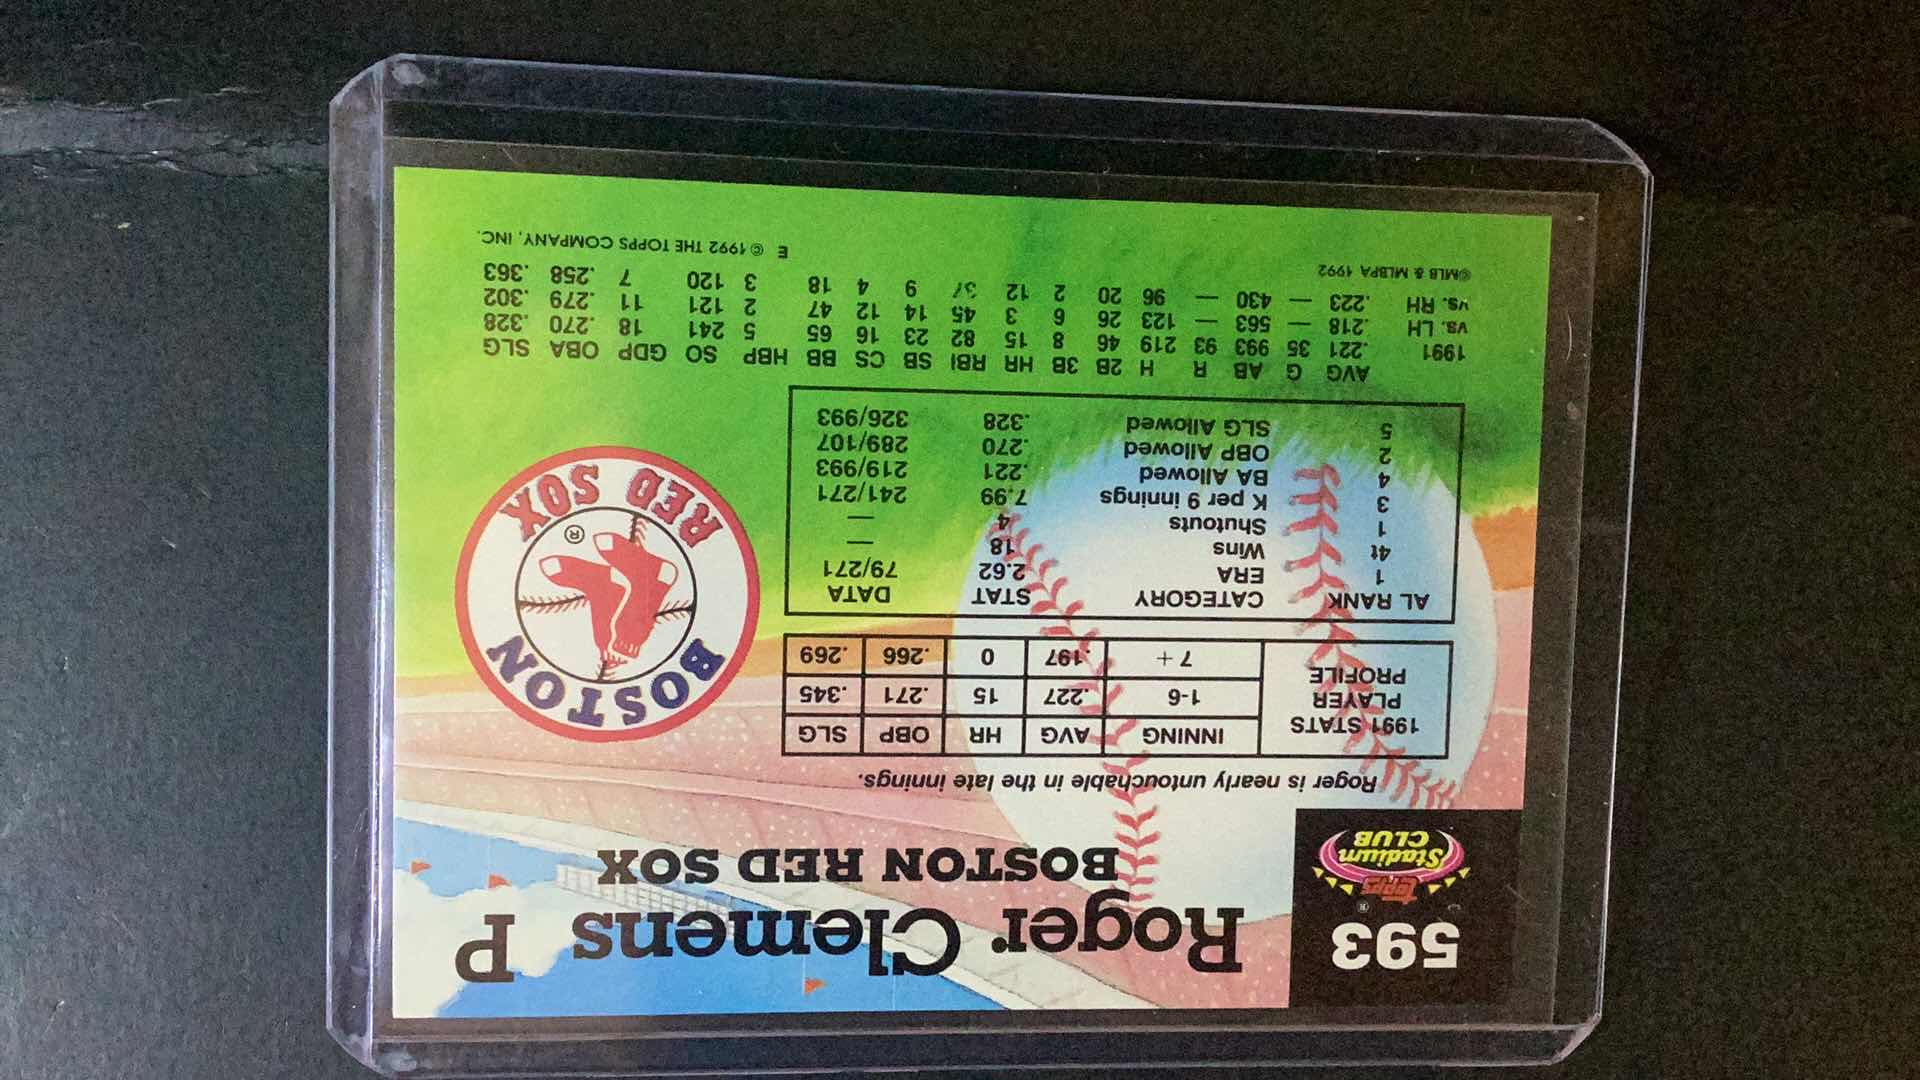 593
Topps
Stadium
CLUB
®
Roger Clemens P
BOSTON RED SOX
Roger is nearly untouchable in the late innings.
1991 STATS PLAYER PROFILE
INNING AVG HR OBP SLG
1-6 .227 15 .271 .345
7+ .197 0 .266 .269
BOSTON
RED SOX
®
AL RANK CATEGORY STAT DATA
1 ERA 2.62 79/271
4t Wins 18 —
1 Shutouts 4 —
3 K per 9 innings 7.99 241/271
4 BA Allowed .221 219/993
2 OBP Allowed .270 289/107
5 SLG Allowed .328 326/993
AVG G AB R H 2B 3B HR RBI SB CS BB HBP SO GDP OBA SLG
1991 .221 35 993 93 219 46 8 15 82 23 16 65 5 241 18 .270 .328
vs. LH .218 — 563 — 123 26 6 3 45 14 12 47 2 121 11 .279 .302
vs. RH .223 — 430 — 96 20 2 12 37 9 4 18 3 120 7 .258 .363
©MLB & MLBPA 1992 E © 1992 THE TOPPS COMPANY, INC.